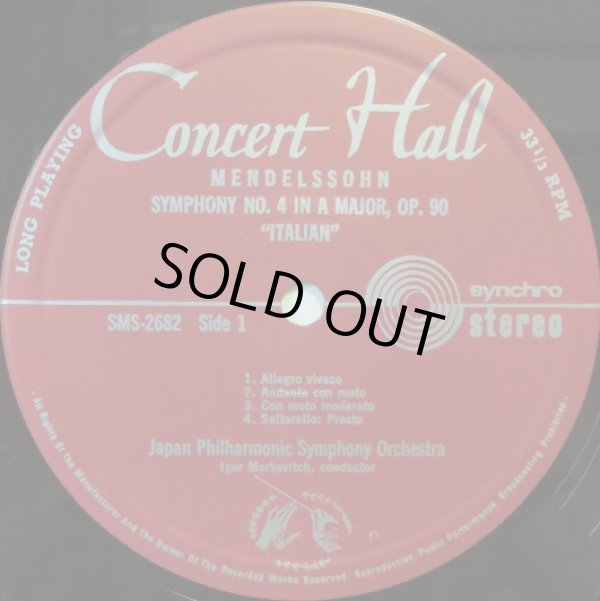 Concert Hall
LONG PLAYING
33 1/3 RPM
MENDELSSOHN
SYMPHONY NO. 4 IN A MAJOR, OP. 90
"ITALIAN"
SOLD OUT
synchro
stereo
SMS-2682 Side 1
1. Allegro vivace
2. Andante con moto
3. Con moto moderato
4. Saltarello: Presto
Japan Philharmonic Symphony Orchestra
Igor Markevitch, conductor
P
· All Rights Of The Manufacturer And The Owner Of The Recorded Works Reserved. Reproduction, Public Performance, Broadcasting Prohibited ·